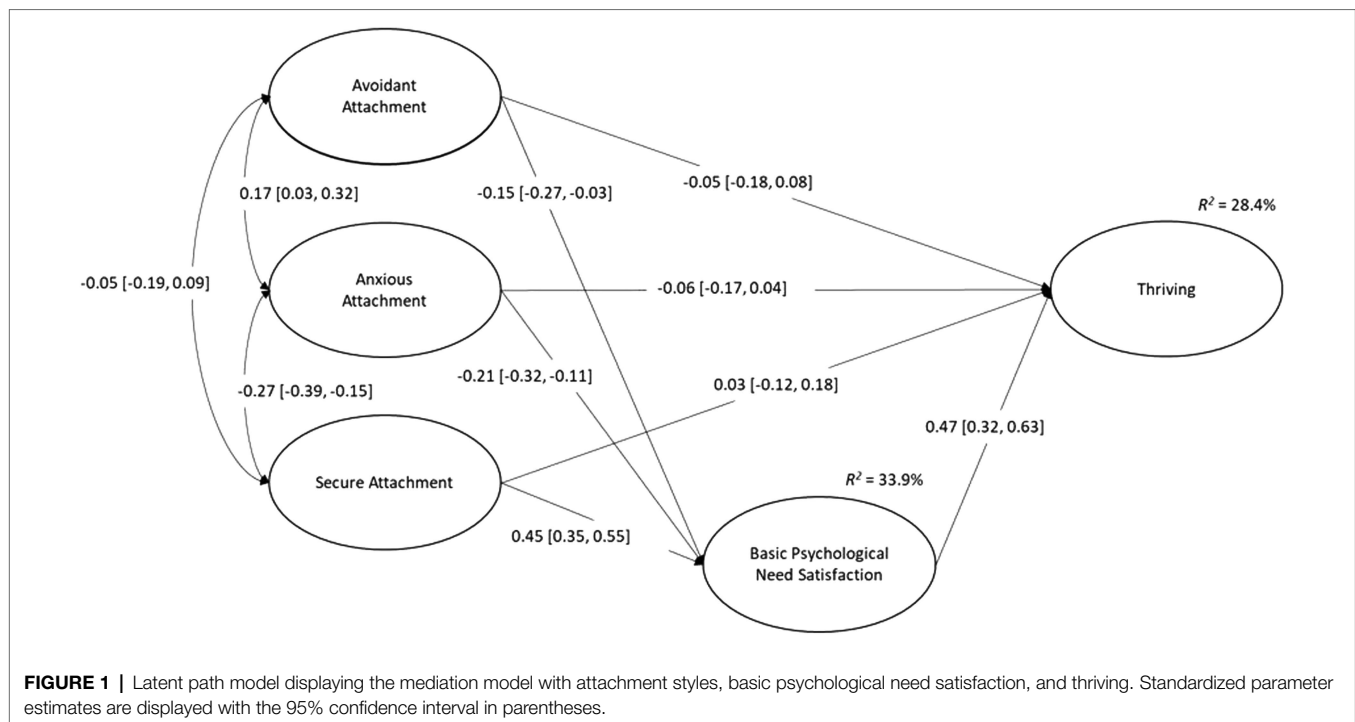 Avoidant
Attachment
0.17 [0.03, 0.32]
-0.15 [-0.27, -0.03]
-0.05 [-0.18, 0.08]
R² = 28.4%
-0.05 [-0.19, 0.09]
Anxious
Attachment
-0.06 [-0.17, 0.04]
Thriving
-0.27 [-0.39, -0.15]
-0.21 [-0.32, -0.11]
0.03 [-0.12, 0.18]
0.47 [0.32, 0.63]
Secure Attachment
R² = 33.9%
0.45 [0.35, 0.55]
Basic Psychological
Need Satisfaction
FIGURE 1 | Latent path model displaying the mediation model with attachment styles, basic psychological need satisfaction, and thriving. Standardized parameter
estimates are displayed with the 95% confidence interval in parentheses.